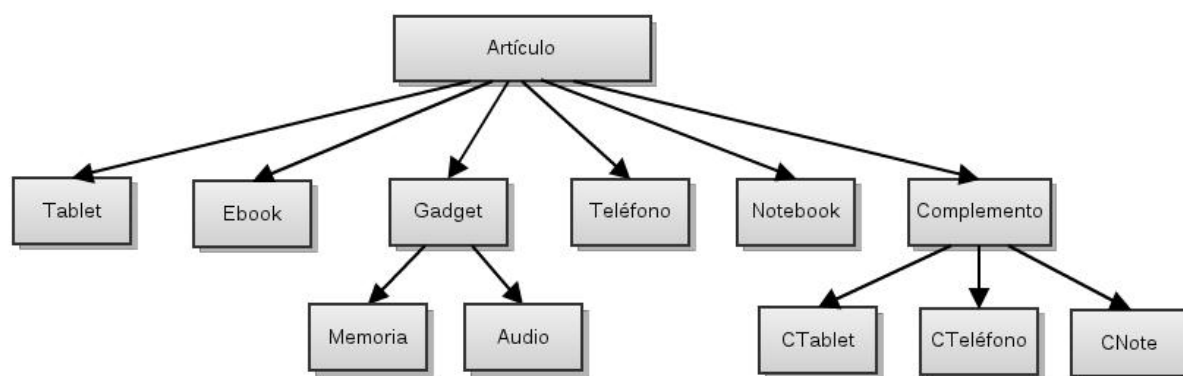 Artículo
Tablet
Ebook
Gadget
Teléfono
Notebook
Complemento
Memoria
Audio
CTablet
CTeléfono
CNote